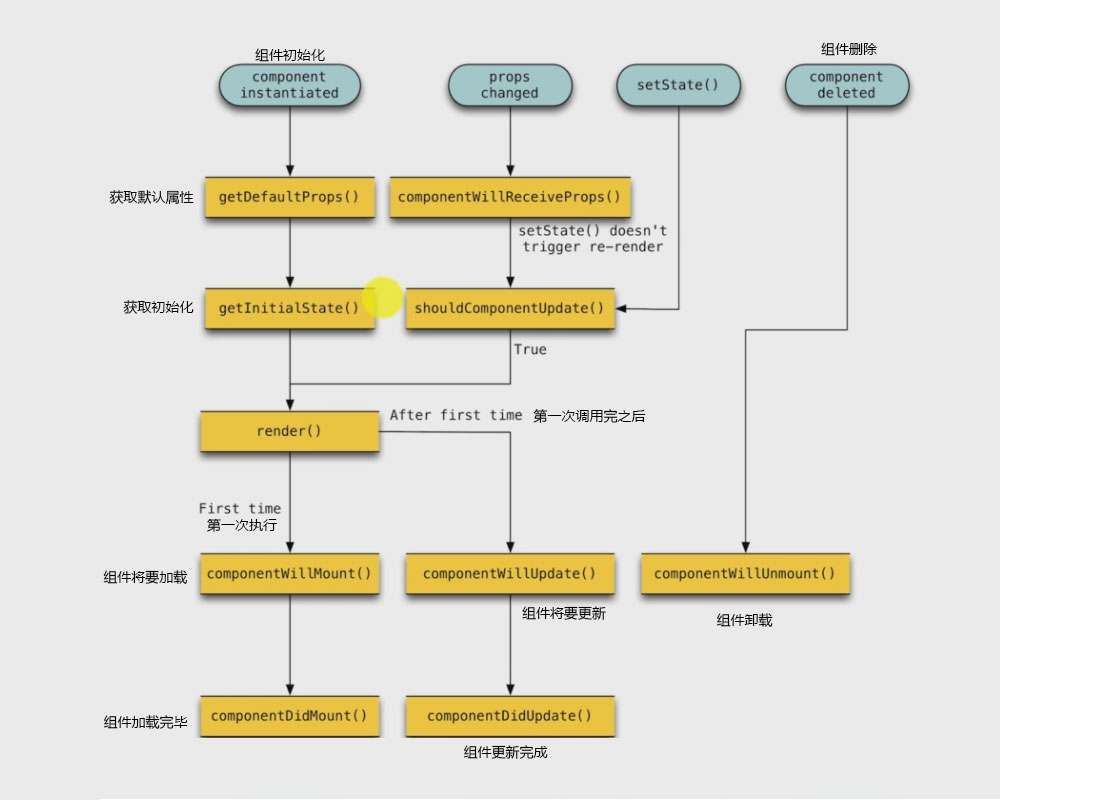 组件初始化
组件删除
component
instantiated
props
changed
setState()
component
deleted
获取默认属性
getDefaultProps()
componentWillReceiveProps()
setState() doesn't
trigger re-render
获取初始化
getInitialState()
shouldComponentUpdate()
True
After first time 第一次调用完之后
render()
First time
第一次执行
组件将要加载
componentWillMount()
componentWillUpdate()
componentWillUnmount()
组件将要更新
组件卸载
组件加载完毕
componentDidMount()
componentDidUpdate()
组件更新完成